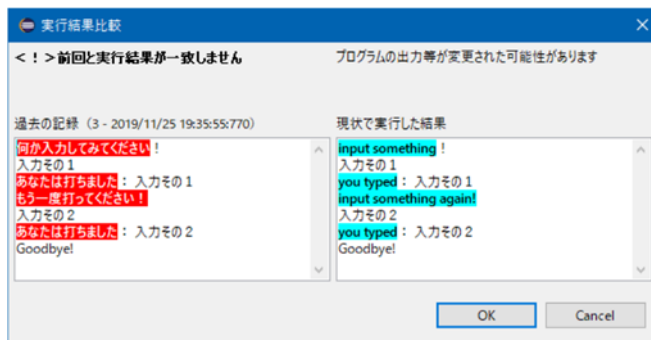 実行結果比較
<！>前回と実行結果が一致しません
プログラムの出力等が変更された可能性があります
過去の記録（3 - 2019/11/25 19:35:55:770）
何か入力してみてください！
入力その１
あなたは打ちました： 入力その１
もう一度打ってください！
入力その２
あなたは打ちました： 入力その２
Goodbye!
現状で実行した結果
input something！
入力その１
you typed： 入力その１
input something again!
入力その２
you typed： 入力その２
Goodbye!
OK
Cancel